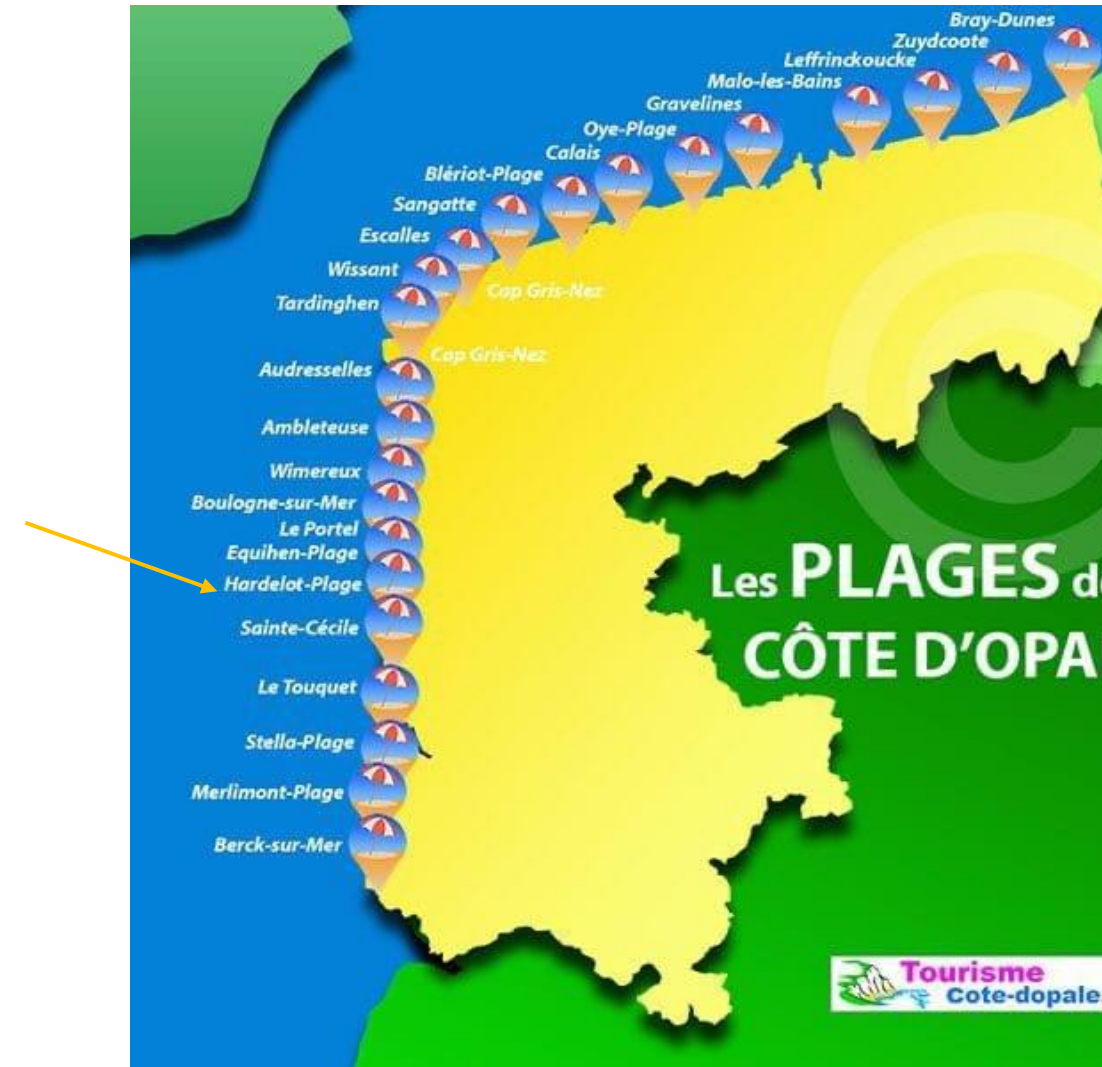 Bray-Dunes
Zuydcoote
Leffrinckoucke
Malo-les-Bains
Gravelines
Oye-Plage
Calais
Blériot-Plage
Sangatte
Escalles
Wissant
Cap Gris-Nez
Tardinghen
Cap Gris-Nez
Audresselles
Ambleteuse
Wimereux
Boulogne-sur-Mer
Le Portel
Equihen-Plage
Hardelot-Plage
Les PLAGES de
Sainte-Cécile
CÔTE D'OPA
Le Touquet
Stella-Plage
Merlimont-Plage
Berck-sur-Mer
Tourisme
Cote-dopale